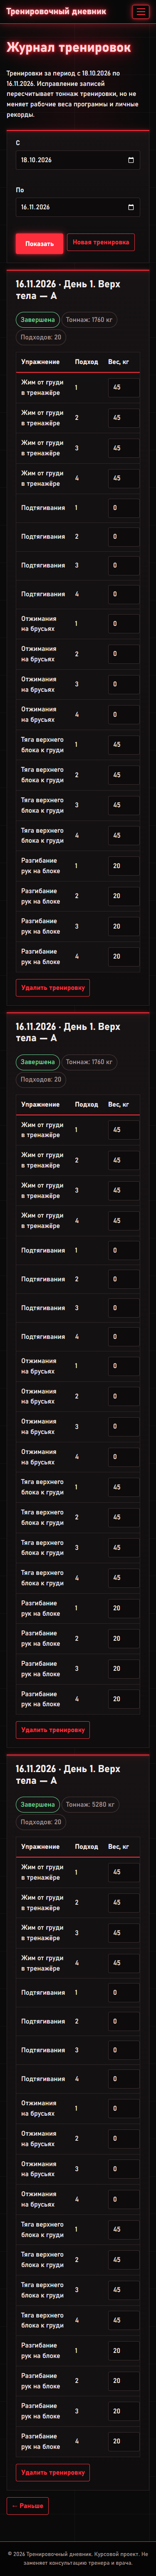 Тренировочный дневник
Журнал тренировок
Тренировки за период с 18.10.2026 по
16.11.2026. Исправление записей
пересчитывает тоннаж тренировки, но не
меняет рабочие веса программы и личные
рекорды.
С
18.10.2026
По
16.11.2026
Показать Новая тренировка
16.11.2026 · День 1. Верх
тела — А
Завершена Тоннаж: 1760 кг
Подходов: 20
Упражнение Подход Вес, кг
Жим от груди
в тренажёре 1 45
Жим от груди
в тренажёре 2 45
Жим от груди
в тренажёре 3 45
Жим от груди
в тренажёре 4 45
Подтягивания 1 0
Подтягивания 2 0
Подтягивания 3 0
Подтягивания 4 0
Отжимания
на брусьях 1 0
Отжимания
на брусьях 2 0
Отжимания
на брусьях 3 0
Отжимания
на брусьях 4 0
Тяга верхнего
блока к груди 1 45
Тяга верхнего
блока к груди 2 45
Тяга верхнего
блока к груди 3 45
Тяга верхнего
блока к груди 4 45
Разгибание
рук на блоке 1 20
Разгибание
рук на блоке 2 20
Разгибание
рук на блоке 3 20
Разгибание
рук на блоке 4 20
Удалить тренировку
16.11.2026 · День 1. Верх
тела — А
Завершена Тоннаж: 1760 кг
Подходов: 20
Упражнение Подход Вес, кг
Жим от груди
в тренажёре 1 45
Жим от груди
в тренажёре 2 45
Жим от груди
в тренажёре 3 45
Жим от груди
в тренажёре 4 45
Подтягивания 1 0
Подтягивания 2 0
Подтягивания 3 0
Подтягивания 4 0
Отжимания
на брусьях 1 0
Отжимания
на брусьях 2 0
Отжимания
на брусьях 3 0
Отжимания
на брусьях 4 0
Тяга верхнего
блока к груди 1 45
Тяга верхнего
блока к груди 2 45
Тяга верхнего
блока к груди 3 45
Тяга верхнего
блока к груди 4 45
Разгибание
рук на блоке 1 20
Разгибание
рук на блоке 2 20
Разгибание
рук на блоке 3 20
Разгибание
рук на блоке 4 20
Удалить тренировку
16.11.2026 · День 1. Верх
тела — А
Завершена Тоннаж: 5280 кг
Подходов: 20
Упражнение Подход Вес, кг
Жим от груди
в тренажёре 1 45
Жим от груди
в тренажёре 2 45
Жим от груди
в тренажёре 3 45
Жим от груди
в тренажёре 4 45
Подтягивания 1 0
Подтягивания 2 0
Подтягивания 3 0
Подтягивания 4 0
Отжимания
на брусьях 1 0
Отжимания
на брусьях 2 0
Отжимания
на брусьях 3 0
Отжимания
на брусьях 4 0
Тяга верхнего
блока к груди 1 45
Тяга верхнего
блока к груди 2 45
Тяга верхнего
блока к груди 3 45
Тяга верхнего
блока к груди 4 45
Разгибание
рук на блоке 1 20
Разгибание
рук на блоке 2 20
Разгибание
рук на блоке 3 20
Разгибание
рук на блоке 4 20
Удалить тренировку
← Раньше
© 2026 Тренировочный дневник. Курсовой проект. Не
заменяет консультацию тренера и врача.